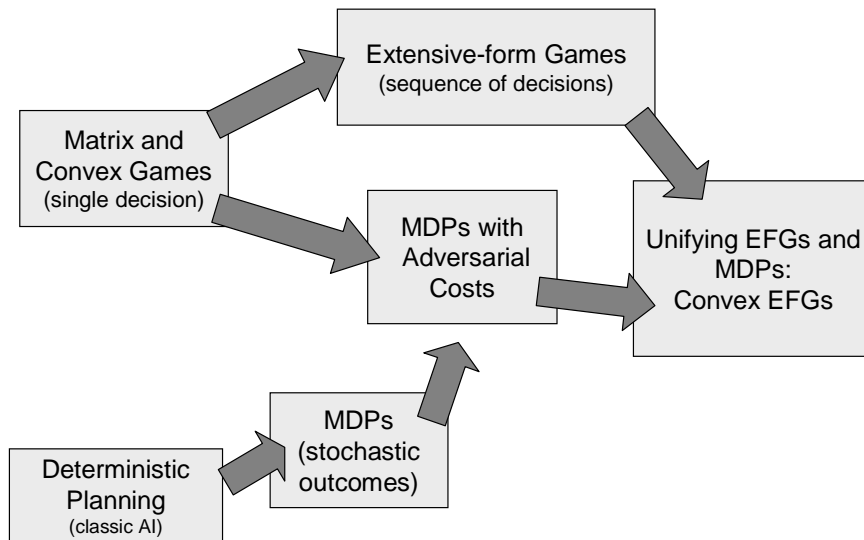 Extensive-form Games
(sequence of decisions)
Matrix and
Convex Games
(single decision)
MDPs with
Adversarial
Costs
Unifying EFGs and
MDPs:
Convex EFGs
MDPs
(stochastic
outcomes)
Deterministic
Planning
(classic AI)